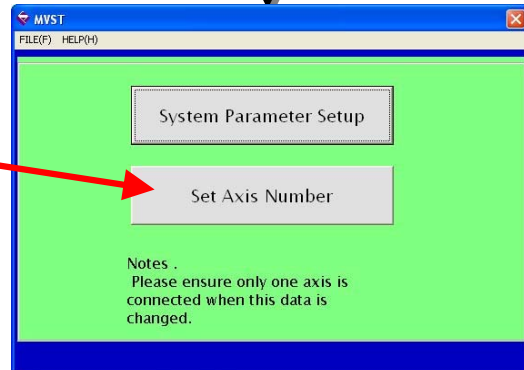 MVST
FILE(F) HELP(H)
System Parameter Setup
Set Axis Number
Notes .
Please ensure only one axis is
connected when this data is
changed.